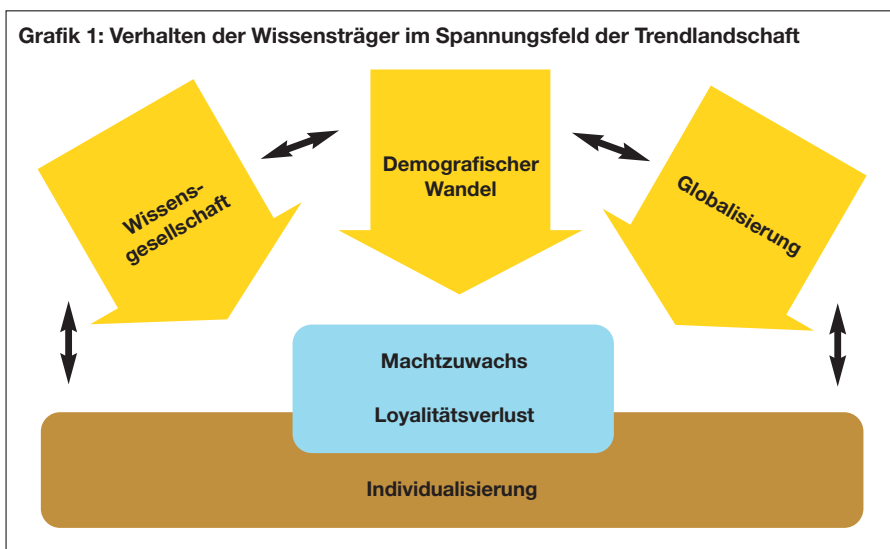 Grafik 1: Verhalten der Wissensträger im Spannungsfeld der Trendlandschaft
Wissens-
gesellschaft
Demografischer
Wandel
Globalisierung
Machtzuwachs
Loyalitätsverlust
Individualisierung